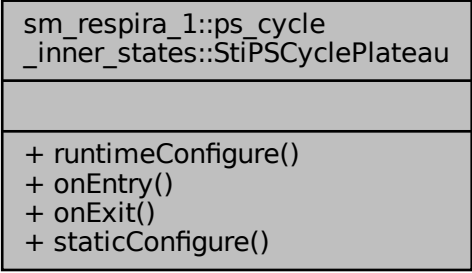 sm_respira_1::ps_cycle
_inner_states::StiPSCyclePlateau
+ runtimeConfigure()
+ onEntry()
+ onExit()
+ staticConfigure()